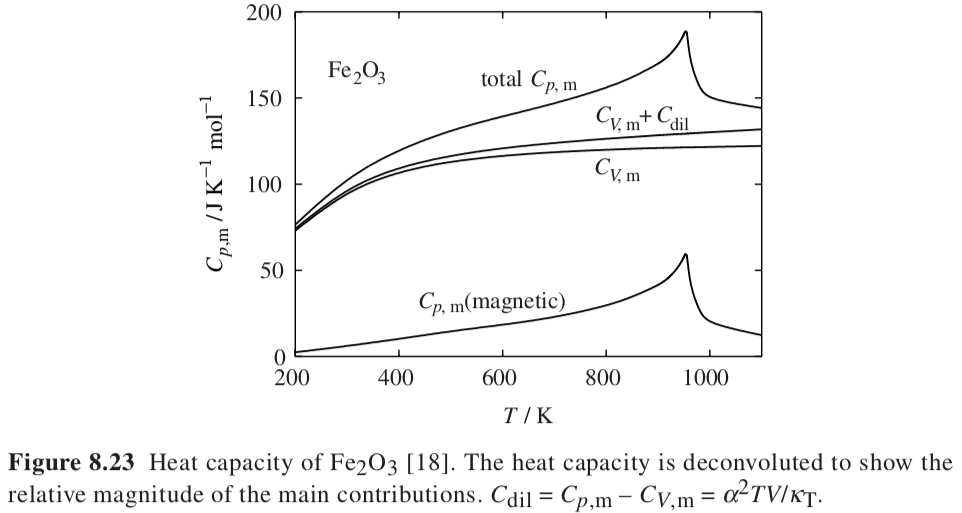 200
Fe₂O₃
total Cp, m
150
CV, m + Cdil
CV, m
100
Cp,m / J K⁻¹ mol⁻¹
50
Cp, m(magnetic)
0
200 400 600 800 1000
T / K
Figure 8.23 Heat capacity of Fe₂O₃ [18]. The heat capacity is deconvoluted to show the
relative magnitude of the main contributions. Cdil = Cp,m – CV,m = α²TV/κT.